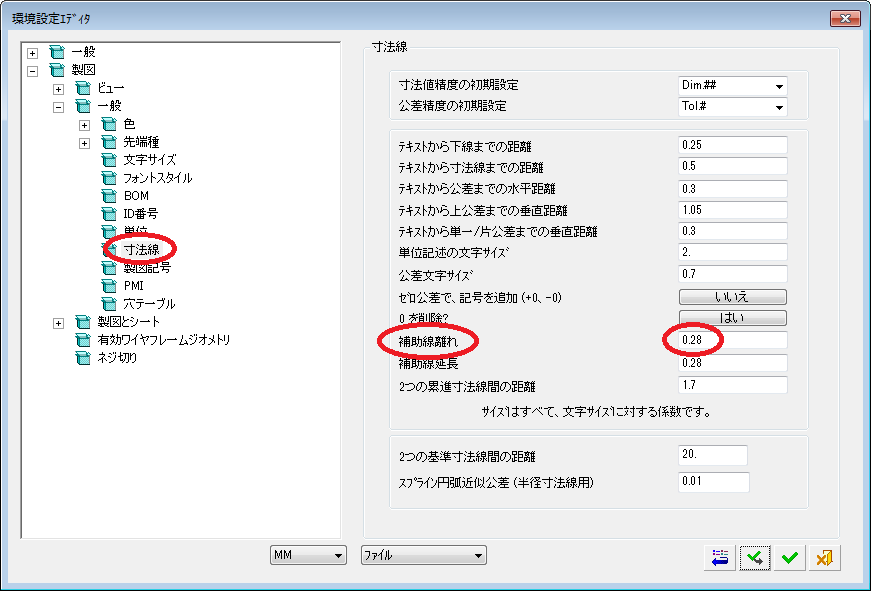 環境設定ｴﾃﾞｨﾀ
一般
製図
ﾋﾞｭｰ
一般
色
先端種
文字サイズ
フォントスタイル
BOM
ID番号
単位
寸法線
製図記号
PMI
穴テーブル
製図とシート
有効ワイヤフレームジオメトリ
ネジ切り
寸法線
寸法値精度の初期設定 Dim.##
公差精度の初期設定 Tol.#
テキストから下線までの距離 0.25
テキストから寸法線までの距離 0.5
テキストから公差までの水平距離 0.3
テキストから上公差までの垂直距離 1.05
テキストから単一/片公差までの垂直距離 0.3
単位記述の文字サイズ 2.
公差文字サイズ 0.7
ｾﾞﾛ公差で、記号を追加 (+0、-0) いいえ
0 を削除? はい
補助線離れ 0.28
補助線延長 0.28
2つの累進寸法線間の距離 1.7
ｻｲｽﾞはすべて、文字ｻｲｽﾞに対する係数です。
2つの基準寸法線間の距離 20.
ｽﾌﾟﾗｲﾝ円弧近似公差 (半径寸法線用) 0.01
MM ﾌｧｲﾙ